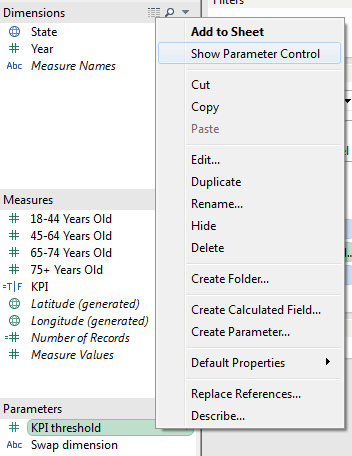 Dimensions
State
Year
Abc Measure Names
Measures
18-44 Years Old
45-64 Years Old
65-74 Years Old
75+ Years Old
=T|F KPI
Latitude (generated)
Longitude (generated)
Number of Records
Measure Values
Parameters
KPI threshold
Abc Swap dimension
Add to Sheet
Show Parameter Control
Cut
Copy
Paste
Edit...
Duplicate
Rename...
Hide
Delete
Create Folder...
Create Calculated Field...
Create Parameter...
Default Properties
Replace References...
Describe...